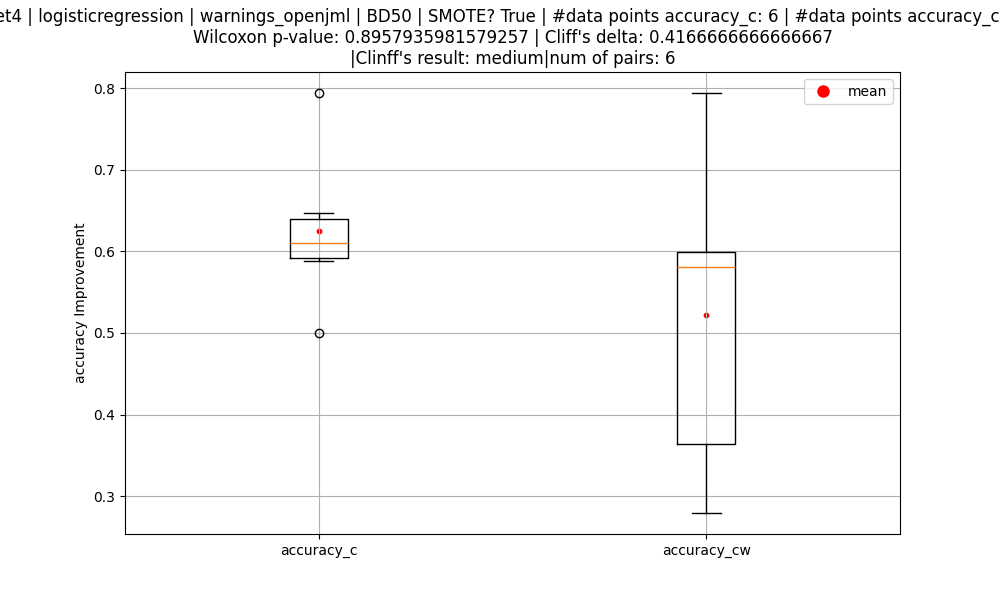 et4 | logisticregression | warnings_openjml | BD50 | SMOTE? True | #data points accuracy_c: 6 | #data points accuracy_c
Wilcoxon p-value: 0.8957935981579257 | Cliff's delta: 0.4166666666666667
|Clinff's result: medium|num of pairs: 6
mean
0.8
0.7
0.6
0.5
0.4
0.3
accuracy Improvement
accuracy_c
accuracy_cw